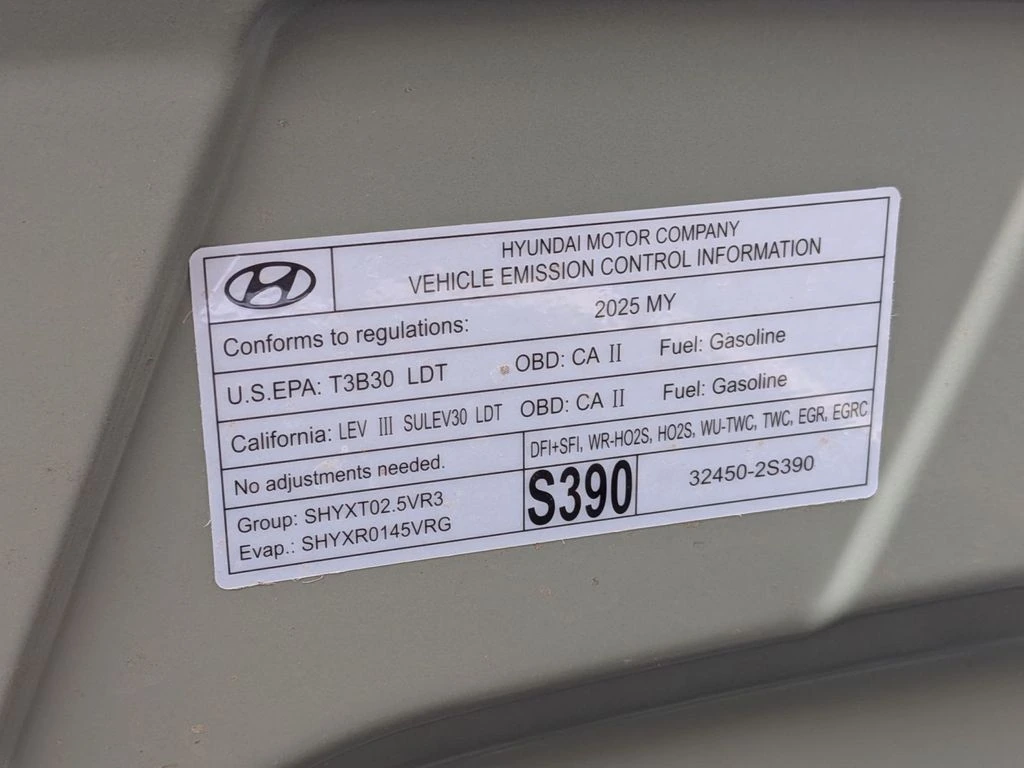 HYUNDAI MOTOR COMPANY
VEHICLE EMISSION CONTROL INFORMATION
Conforms to regulations: 2025 MY
U.S.EPA: T3B30 LDT OBD: CA II Fuel: Gasoline
California: LEV III SULEV30 LDT OBD: CA II Fuel: Gasoline
No adjustments needed. DFI+SFI, WR-HO2S, HO2S, WU-TWC, TWC, EGR, EGRC
Group: SHYXT02.5VR3 S390 32450-2S390
Evap.: SHYXR0145VRG